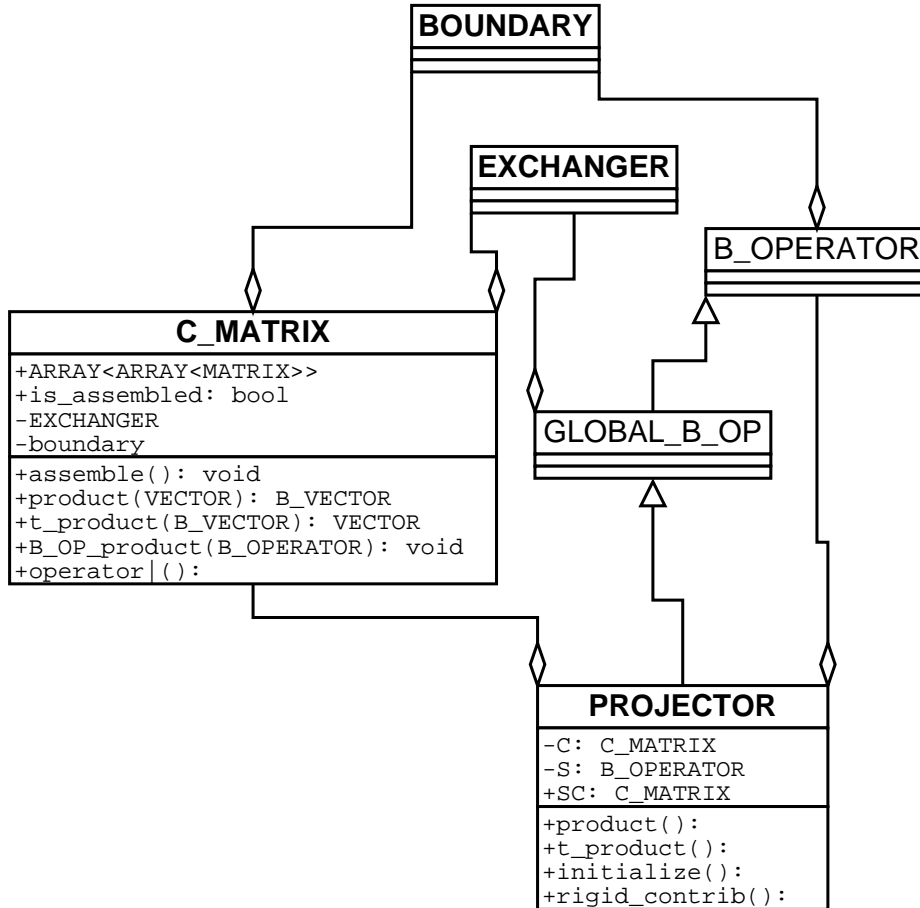 BOUNDARY
EXCHANGER
B_OPERATOR
C_MATRIX
+ARRAY<ARRAY<MATRIX>>
+is_assembled: bool
-EXCHANGER
-boundary
+assemble(): void
+product(VECTOR): B_VECTOR
+t_product(B_VECTOR): VECTOR
+B_OP_product(B_OPERATOR): void
+operator|():
GLOBAL_B_OP
PROJECTOR
-C: C_MATRIX
-S: B_OPERATOR
+SC: C_MATRIX
+product():
+t_product():
+initialize():
+rigid_contrib():